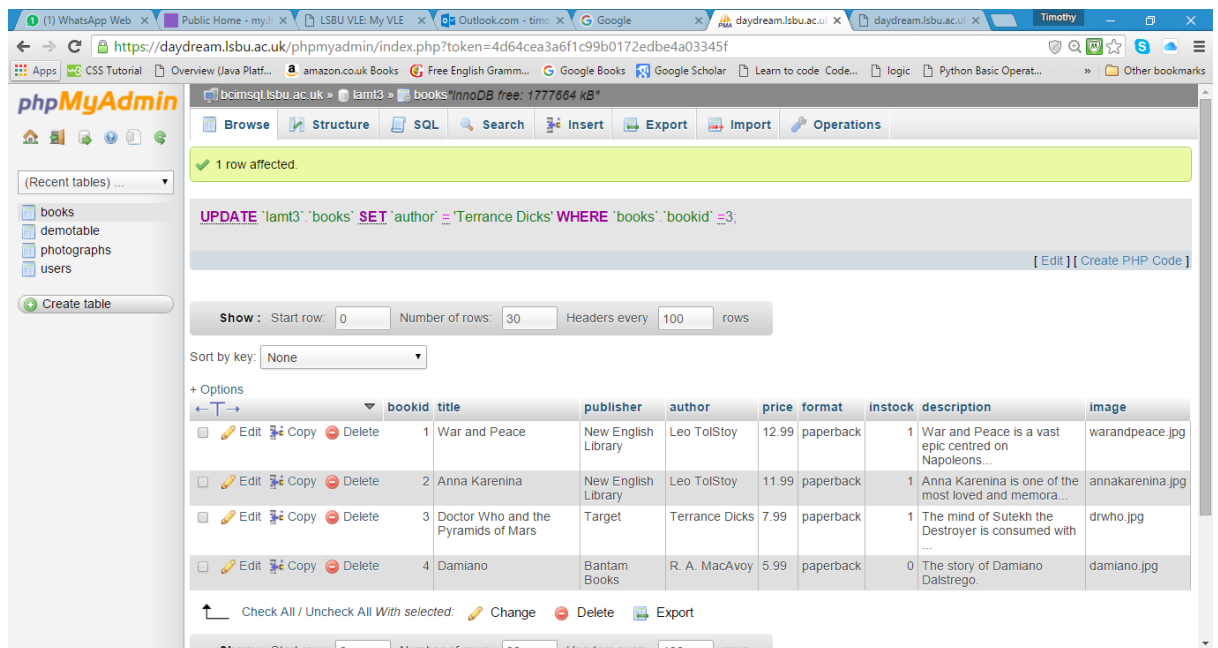 (1) WhatsApp Web
Public Home - my.l
LSBU VLE: My VLE
Outlook.com - timo
Google
daydream.lsbu.ac.ul
daydream.lsbu.ac.ul
Timothy
https://daydream.lsbu.ac.uk/phpmyadmin/index.php?token=4d64cea3a6f1c99b0172edbe4a03345f
Apps CSS Tutorial Overview (Java Platf... amazon.co.uk Books Free English Gramm... Google Books Google Scholar Learn to code Code... logic Python Basic Operat... » Other bookmarks
phpMyAdmin
(Recent tables) ...
books
demotable
photographs
users
Create table
bcimsql.lsbu.ac.uk » lamt3 » books "InnoDB free: 1777664 kB"
Browse Structure SQL Search Insert Export Import Operations
1 row affected.
UPDATE `lamt3`.`books` SET `author` = 'Terrance Dicks' WHERE `books`.`bookid` =3;
[ Edit ] [ Create PHP Code ]
Show : Start row: 0 Number of rows: 30 Headers every 100 rows
Sort by key: None
+ Options
←T→ bookid title publisher author price format instock description image
Edit Copy Delete 1 War and Peace New English Leo TolStoy 12.99 paperback 1 War and Peace is a vast warandpeace.jpg
Library epic centred on
Napoleons...
Edit Copy Delete 2 Anna Karenina New English Leo TolStoy 11.99 paperback 1 Anna Karenina is one of the annakarenina.jpg
Library most loved and memora...
Edit Copy Delete 3 Doctor Who and the Target Terrance Dicks 7.99 paperback 1 The mind of Sutekh the drwho.jpg
Pyramids of Mars Destroyer is consumed with
...
Edit Copy Delete 4 Damiano Bantam R. A. MacAvoy 5.99 paperback 0 The story of Damiano damiano.jpg
Books Dalstrego.
Check All / Uncheck All With selected: Change Delete Export